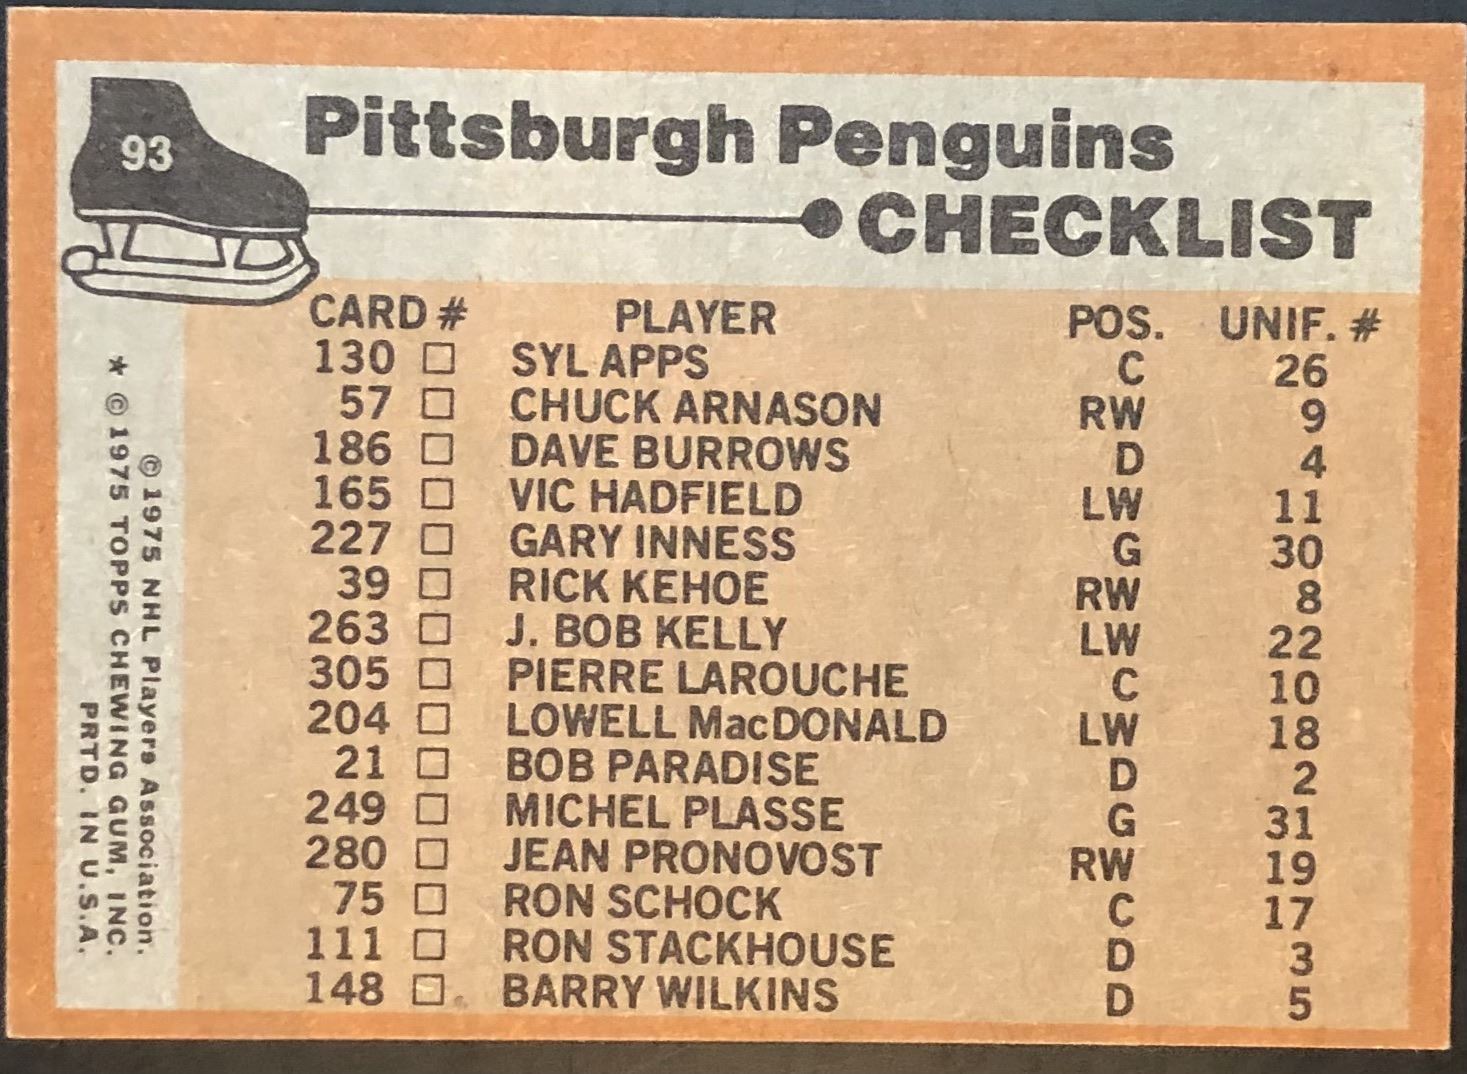 93
Pittsburgh Penguins
CHECKLIST
CARD # PLAYER POS. UNIF. #
130 □ SYL APPS C 26
57 □ CHUCK ARNASON RW 9
186 □ DAVE BURROWS D 4
165 □ VIC HADFIELD LW 11
227 □ GARY INNESS G 30
39 □ RICK KEHOE RW 8
263 □ J. BOB KELLY LW 22
305 □ PIERRE LAROUCHE C 10
204 □ LOWELL MacDONALD LW 18
21 □ BOB PARADISE D 2
249 □ MICHEL PLASSE G 31
280 □ JEAN PRONOVOST RW 19
75 □ RON SCHOCK C 17
111 □ RON STACKHOUSE D 3
148 □ BARRY WILKINS D 5
© 1975 NHL Players Association.
* © 1975 TOPPS CHEWING GUM, INC.
PRTD. IN U.S.A.